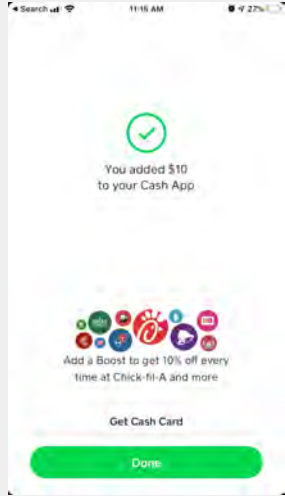 Search
11:15 AM
27%
You added $10
to your Cash App
Add a Boost to get 10% off every
time at Chick-fil-A and more
Get Cash Card
Done